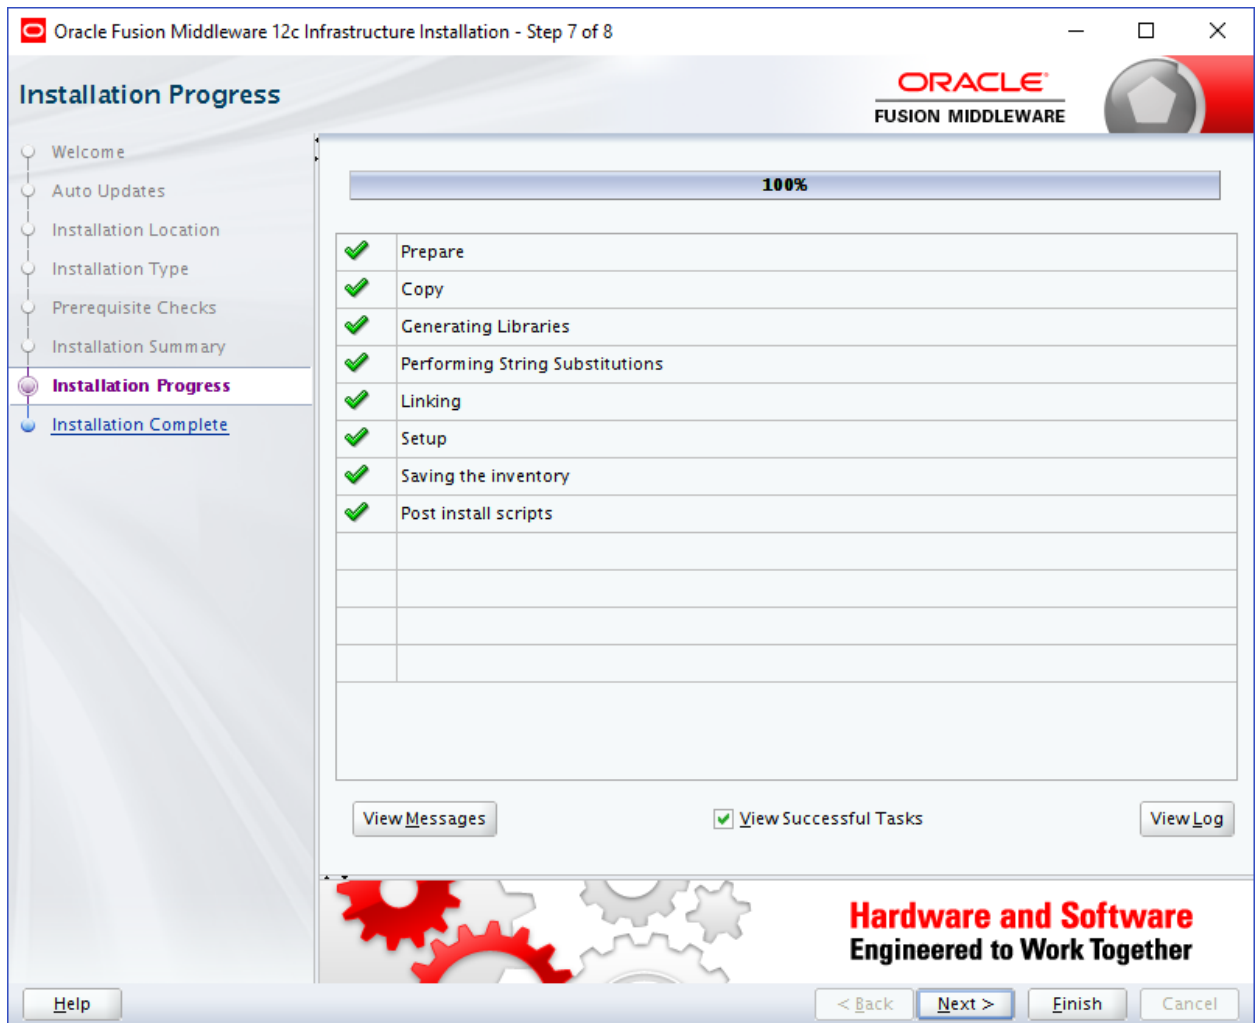 Oracle Fusion Middleware 12c Infrastructure Installation - Step 7 of 8
Installation Progress
ORACLE
FUSION MIDDLEWARE
Welcome
Auto Updates
Installation Location
Installation Type
Prerequisite Checks
Installation Summary
Installation Progress
Installation Complete
100%
Prepare
Copy
Generating Libraries
Performing String Substitutions
Linking
Setup
Saving the inventory
Post install scripts
View Messages
View Successful Tasks
View Log
Hardware and Software
Engineered to Work Together
Help
< Back
Next >
Finish
Cancel